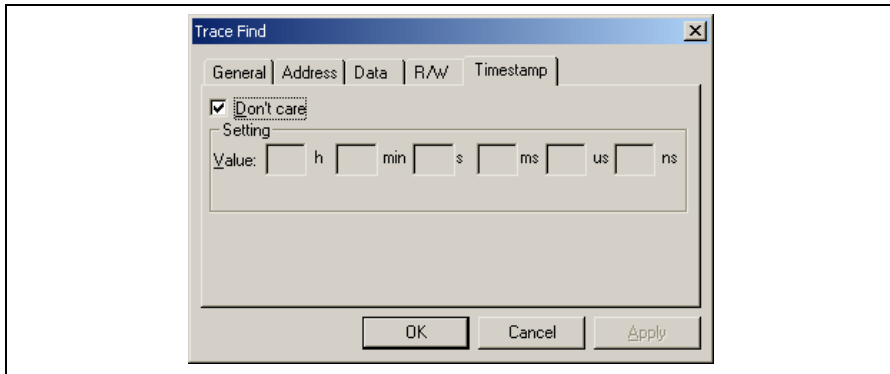 Trace Find
General Address Data R/W Timestamp
Don't care
Setting
Value: h min s ms us ns
OK Cancel Apply